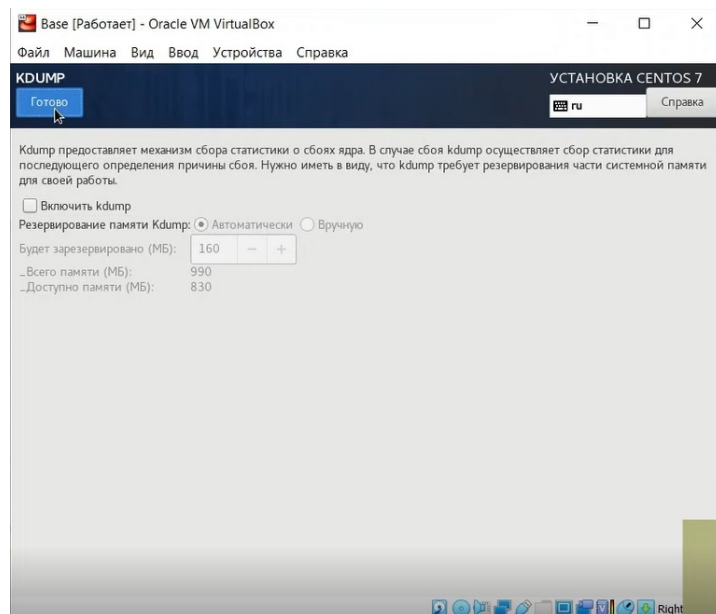 Base [Работает] - Oracle VM VirtualBox
Файл Машина Вид Ввод Устройства Справка
KDUMP
УСТАНОВКА CENTOS 7
Готово
ru
Справка
Kdump предоставляет механизм сбора статистики о сбоях ядра. В случае сбоя kdump осуществляет сбор статистики для
последующего определения причины сбоя. Нужно иметь в виду, что kdump требует резервирования части системной памяти
для своей работы.
Включить kdump
Резервирование памяти Kdump: Автоматически Вручную
Будет зарезервировано (МБ): 160 − +
_Всего памяти (МБ): 990
_Доступно памяти (МБ): 830
Right